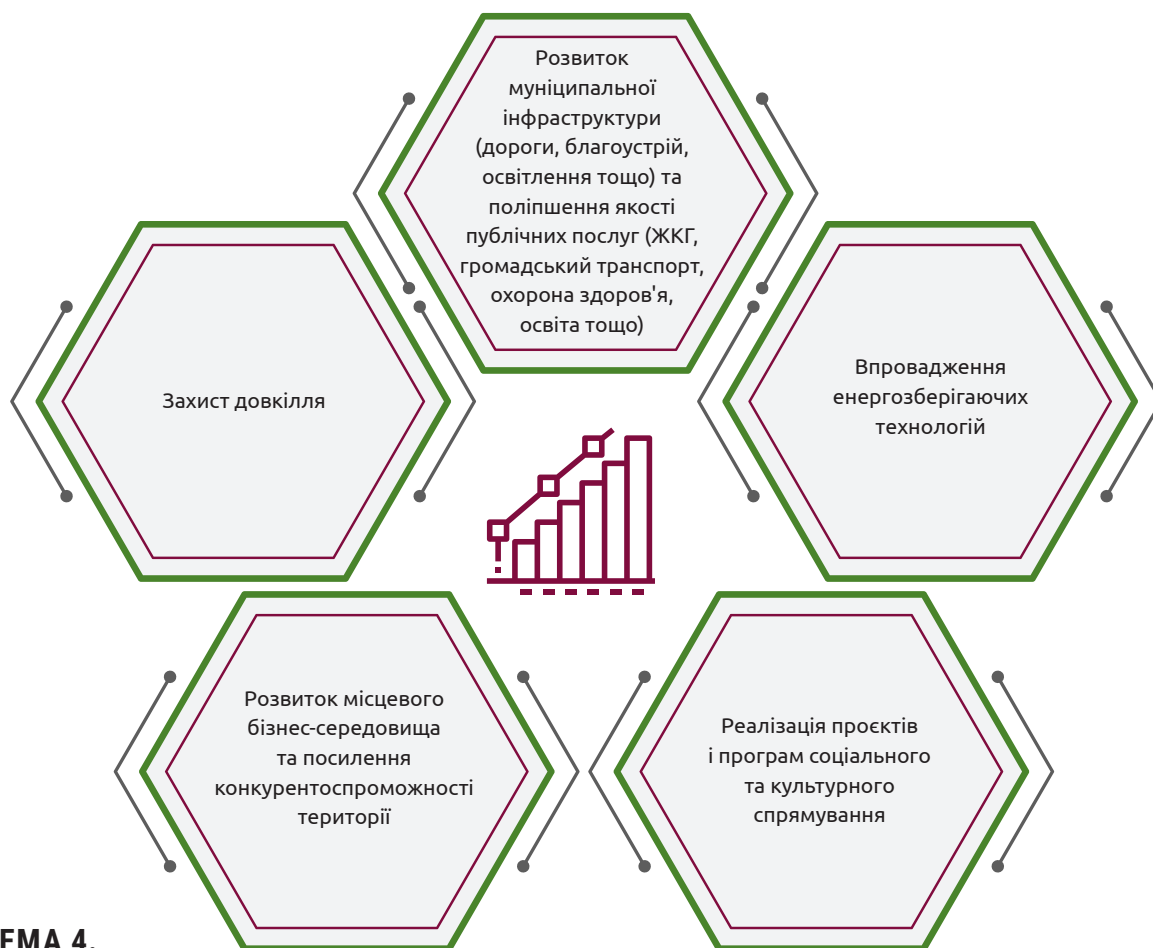 Розвиток
муніципальної
інфраструктури
(дороги, благоустрій,
освітлення тощо) та
поліпшення якості
публічних послуг (ЖКГ,
громадський транспорт,
охорона здоров'я,
освіта тощо)
Захист довкілля
Впровадження
енергозберігаючих
технологій
Розвиток місцевого
бізнес-середовища
та посилення
конкурентоспроможності
території
Реалізація проєктів
і програм соціального
та культурного
спрямування
ЕМА 4.